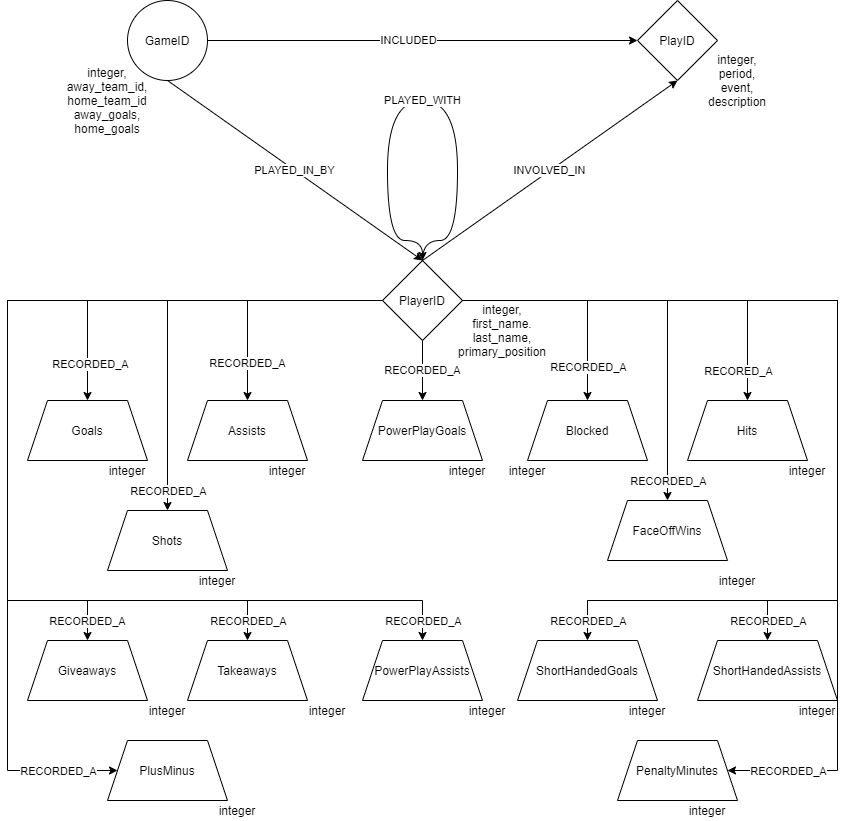 GameID
INCLUDED
PlayID
integer,
away_team_id,
home_team_id
away_goals,
home_goals
integer,
period,
event,
description
PLAYED_WITH
PLAYED_IN_BY
INVOLVED_IN
PlayerID
integer,
first_name.
last_name,
primary_position
RECORDED_A
RECORDED_A
RECORDED_A
RECORDED_A
RECORED_A
Goals
Assists
PowerPlayGoals
Blocked
Hits
integer
integer
integer
integer
integer
RECORDED_A
RECORDED_A
Shots
FaceOffWins
integer
integer
RECORDED_A
RECORDED_A
RECORDED_A
RECORDED_A
RECORDED_A
Giveaways
Takeaways
PowerPlayAssists
ShortHandedGoals
ShortHandedAssists
integer
integer
integer
integer
integer
RECORDED_A
PlusMinus
PenaltyMinutes
RECORDED_A
integer
integer